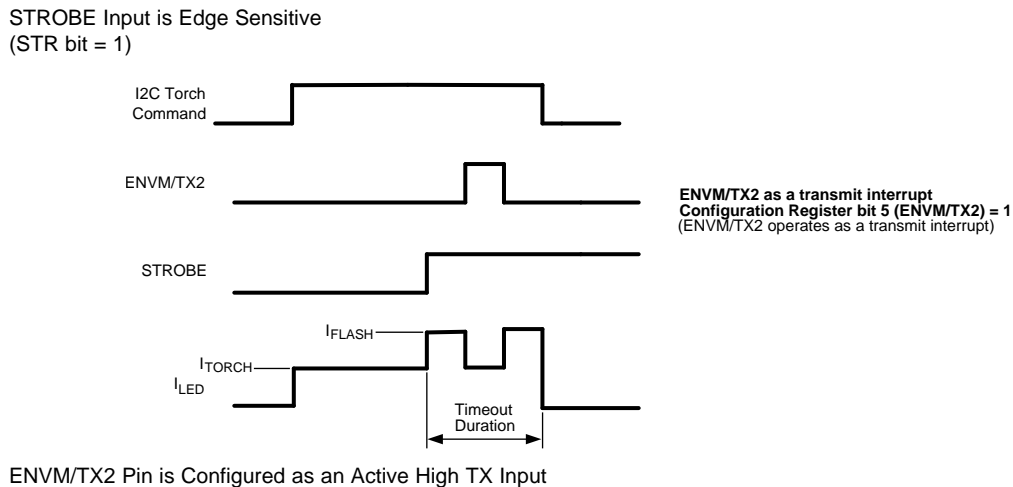 STROBE Input is Edge Sensitive
(STR bit = 1)
I2C Torch
Command
ENVM/TX2
ENVM/TX2 as a transmit interrupt
Configuration Register bit 5 (ENVM/TX2) = 1
(ENVM/TX2 operates as a transmit interrupt)
STROBE
IFLASH
ITORCH
ILED
Timeout
Duration
ENVM/TX2 Pin is Configured as an Active High TX Input